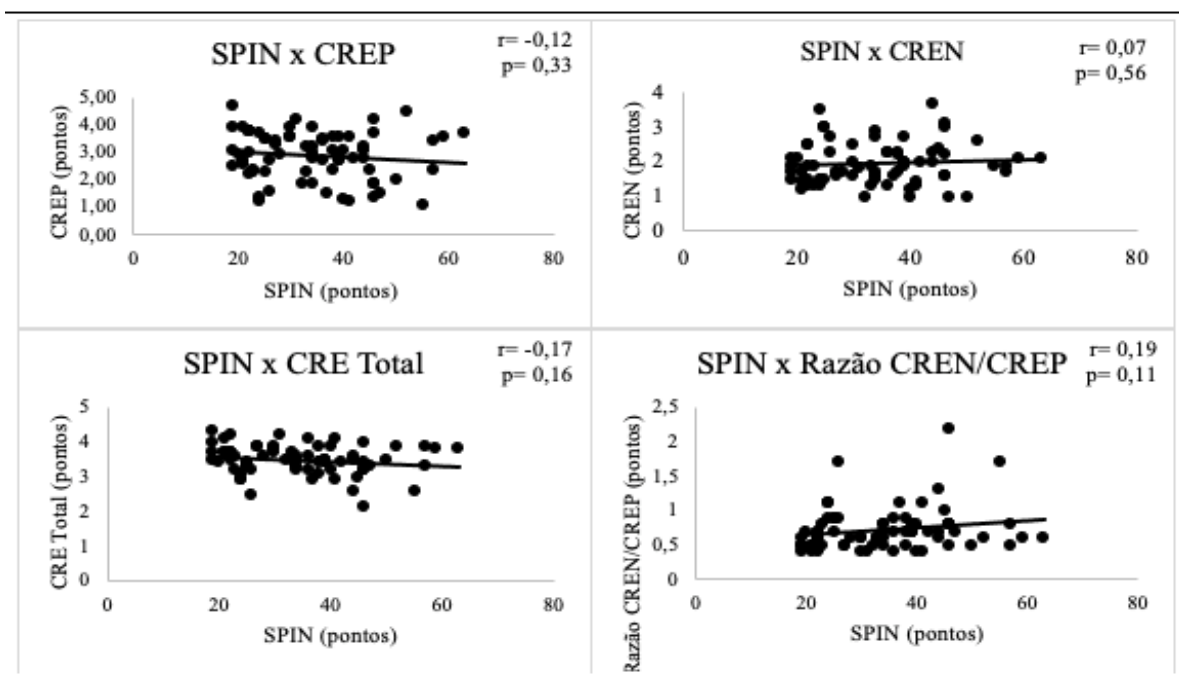 SPIN x CREP
r= -0,12
p= 0,33
CREP (pontos)
5,00
4,00
3,00
2,00
1,00
0,00
0
20
40
60
80
SPIN (pontos)
SPIN x CREN
r= 0,07
p= 0,56
CREN (pontos)
4
3
2
1
0
0
20
40
60
80
SPIN (pontos)
SPIN x CRE Total
r= -0,17
p= 0,16
CRE Total (pontos)
5
4
3
2
1
0
0
20
40
60
80
SPIN (pontos)
SPIN x Razão CREN/CREP
r= 0,19
p= 0,11
Razão CREN/CREP (pontos)
2,5
2
1,5
1
0,5
0
0
20
40
60
80
SPIN (pontos)